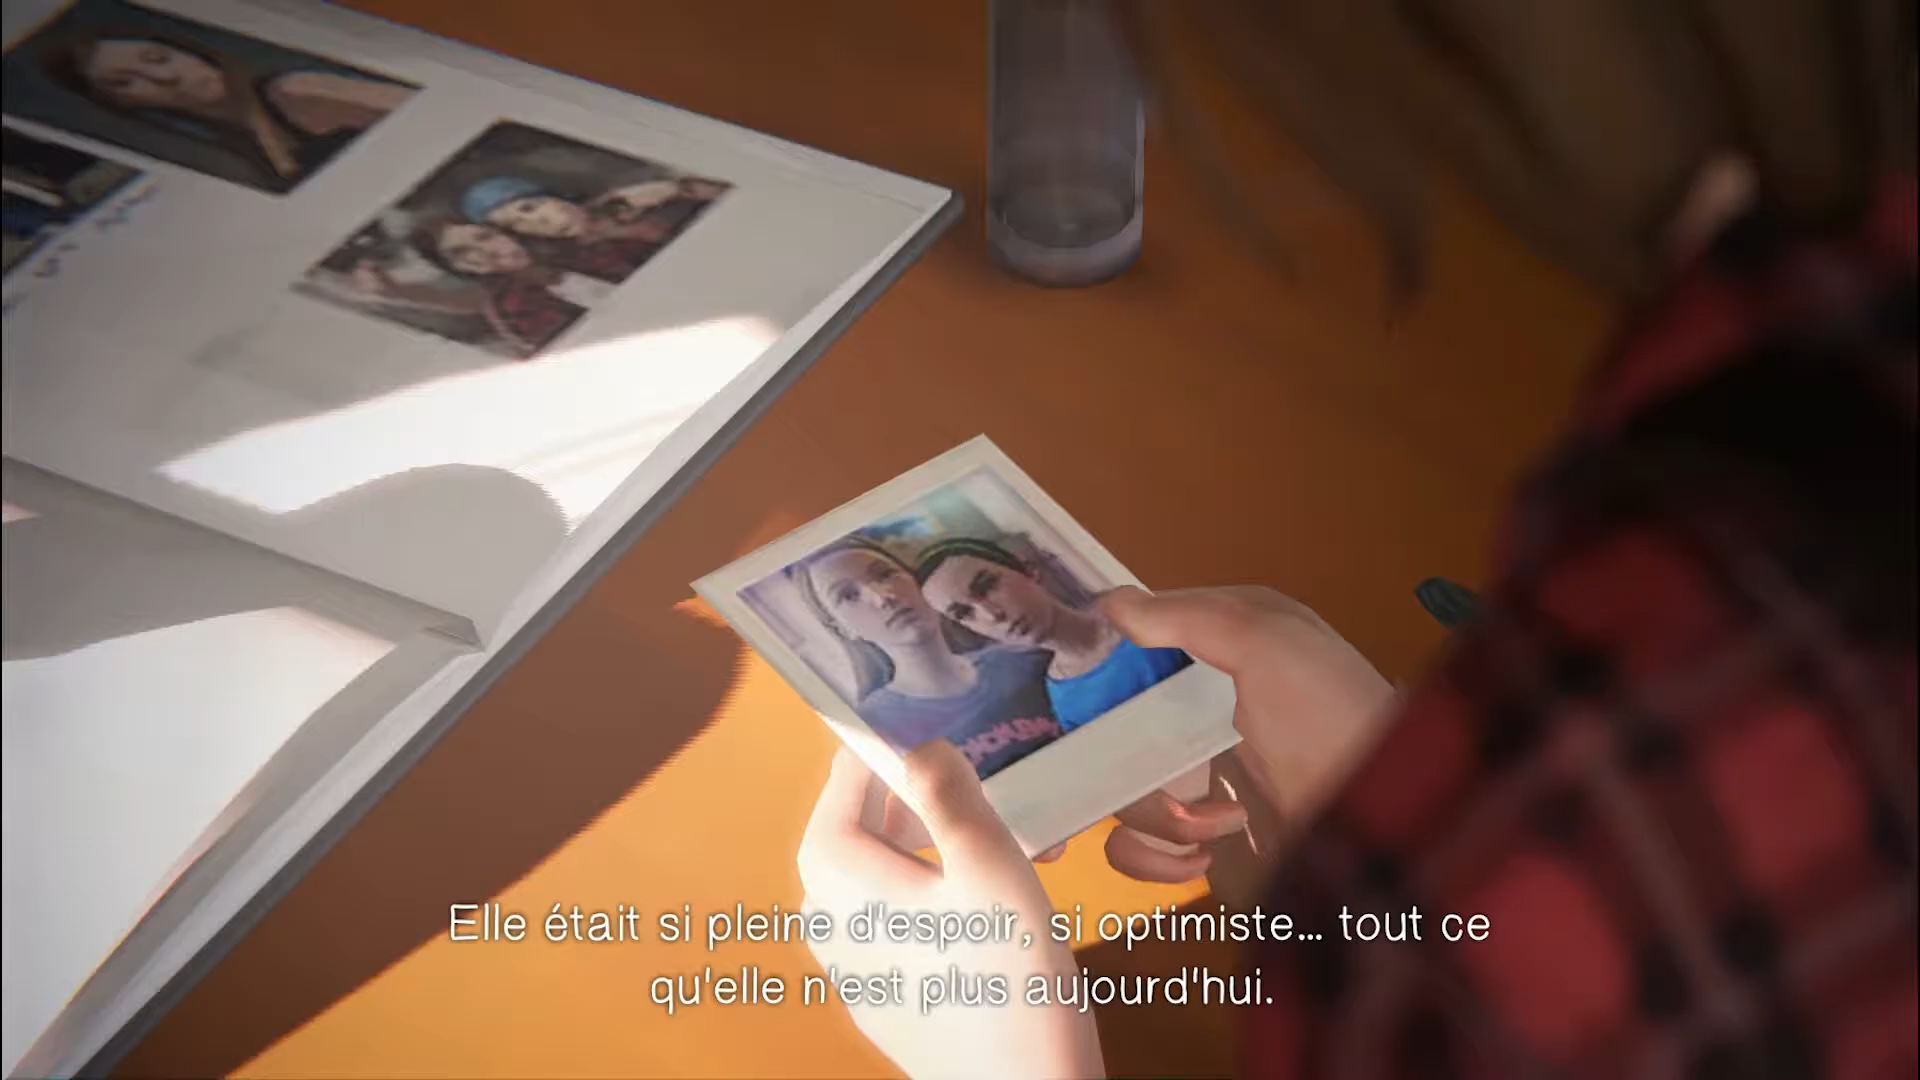 Elle était si pleine d'espoir, si optimiste... tout ce
qu'elle n'est plus aujourd'hui.